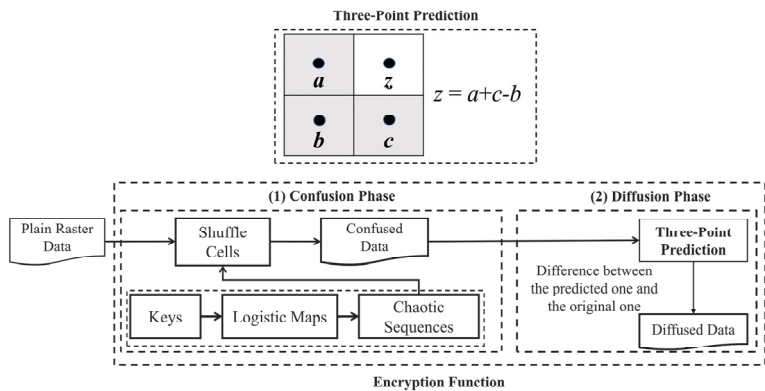 Three-Point Prediction
a
z
z = a+c-b
b
c
(1) Confusion Phase
(2) Diffusion Phase
Plain Raster
Data
Shuffle
Cells
Confused
Data
Three-Point
Prediction
Difference between
the predicted one and
the original one
Keys
Logistic Maps
Chaotic
Sequences
Diffused Data
Encryption Function